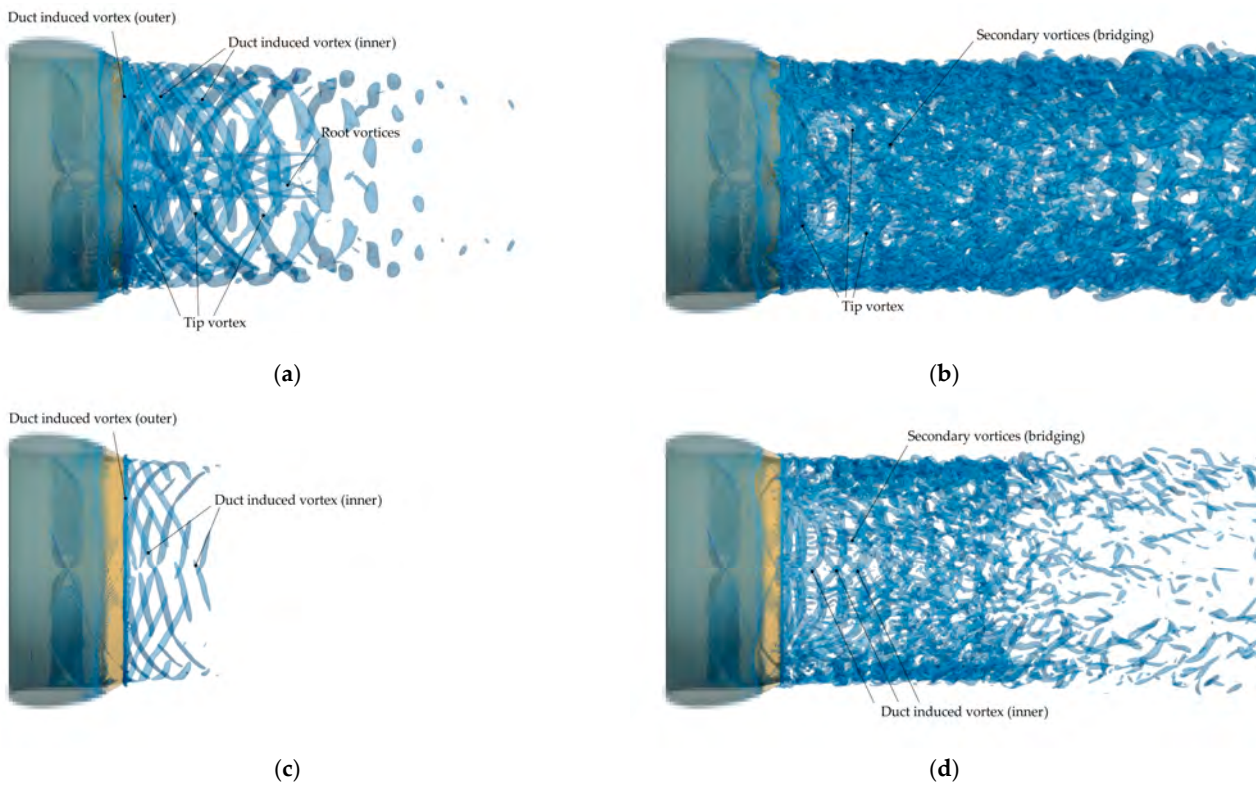 Duct induced vortex (outer)
Duct induced vortex (inner)
Root vortices
Tip vortex
(a)
Secondary vortices (bridging)
Tip vortex
(b)
Duct induced vortex (outer)
Duct induced vortex (inner)
(c)
Secondary vortices (bridging)
Duct induced vortex (inner)
(d)